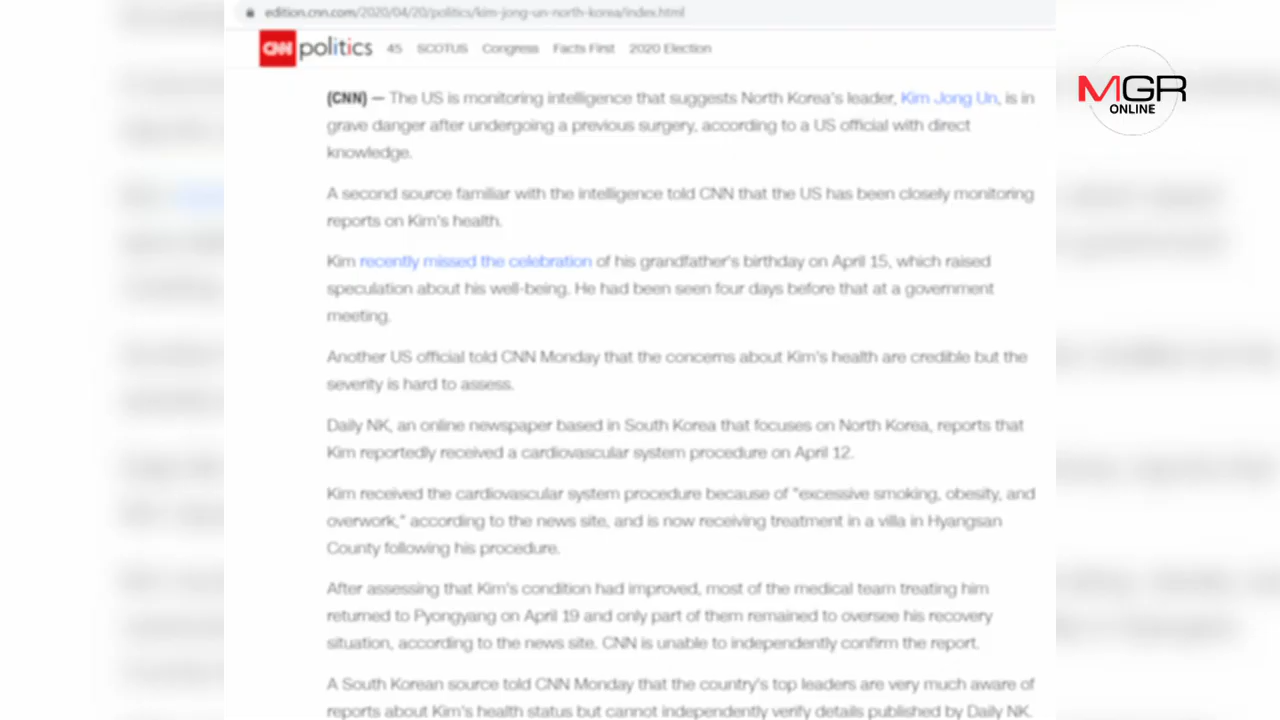 edition.cnn.com/2020/04/20/politics/kim-jong-un-north-korea/index.html
CNN politics 45 SCOTUS Congress Facts First 2020 Election
MGR
ONLINE
(CNN) — The US is monitoring intelligence that suggests North Korea's leader, Kim Jong Un, is in
grave danger after undergoing a previous surgery, according to a US official with direct
knowledge.
A second source familiar with the intelligence told CNN that the US has been closely monitoring
reports on Kim's health.
Kim recently missed the celebration of his grandfather's birthday on April 15, which raised
speculation about his well-being. He had been seen four days before that at a government
meeting.
Another US official told CNN Monday that the concerns about Kim's health are credible but the
severity is hard to assess.
Daily NK, an online newspaper based in South Korea that focuses on North Korea, reports that
Kim reportedly received a cardiovascular system procedure on April 12.
Kim received the cardiovascular system procedure because of "excessive smoking, obesity, and
overwork," according to the news site, and is now receiving treatment in a villa in Hyangsan
County following his procedure.
After assessing that Kim's condition had improved, most of the medical team treating him
returned to Pyongyang on April 19 and only part of them remained to oversee his recovery
situation, according to the news site. CNN is unable to independently confirm the report.
A South Korean source told CNN Monday that the country's top leaders are very much aware of
reports about Kim's health status but cannot independently verify details published by Daily NK.